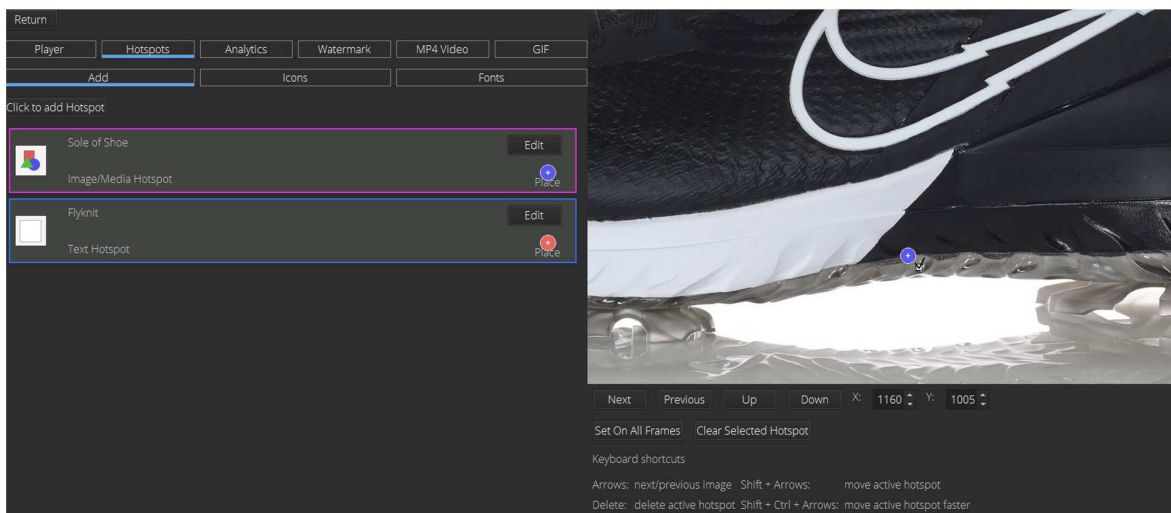 Return
Player Hotspots Analytics Watermark MP4 Video GIF
Add Icons Fonts
Click to add Hotspot
Sole of Shoe Edit
Image/Media Hotspot Place
Flyknit Edit
Text Hotspot Place
Next Previous Up Down X: 1160 Y: 1005
Set On All Frames Clear Selected Hotspot
Keyboard shortcuts
Arrows: next/previous image Shift + Arrows: move active hotspot
Delete: delete active hotspot Shift + Ctrl + Arrows: move active hotspot faster